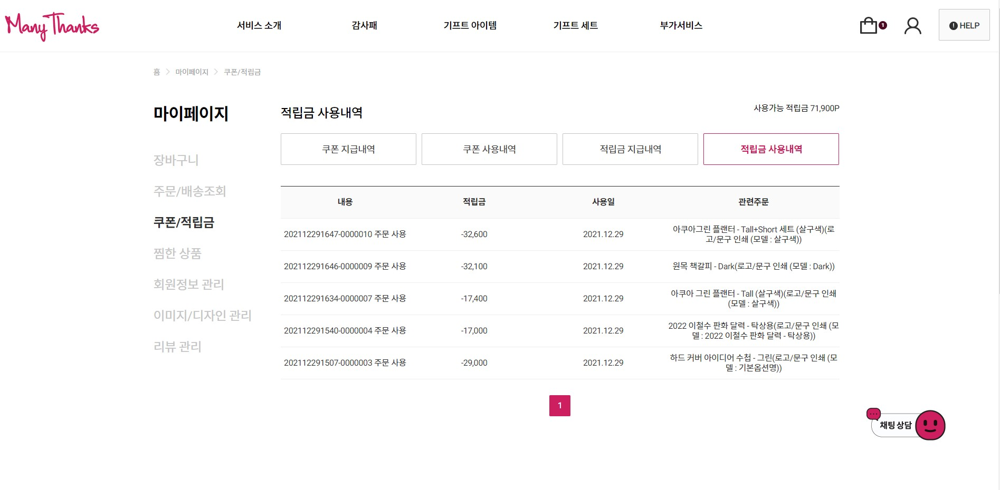 Many Thanks
서비스 소개
감사패
기프트 아이템
기프트 세트
부가서비스
1
! HELP
홈 > 마이페이지 > 쿠폰/적립금
마이페이지
장바구니
주문/배송조회
쿠폰/적립금
찜한 상품
회원정보 관리
이미지/디자인 관리
리뷰 관리
적립금 사용내역
사용가능 적립금 71,900P
쿠폰 지급내역
쿠폰 사용내역
적립금 지급내역
적립금 사용내역
내용 적립금 사용일 관련주문
202112291647-0000010 주문 사용 -32,600 2021.12.29 아쿠아그린 플랜터 - Tall+Short 세트 (살구색)(로
고/문구 인쇄 (모델 : 살구색))
202112291646-0000009 주문 사용 -32,100 2021.12.29 원목 책갈피 - Dark(로고/문구 인쇄 (모델 : Dark))
202112291634-0000007 주문 사용 -17,400 2021.12.29 아쿠아 그린 플랜터 - Tall (살구색)(로고/문구 인쇄
(모델 : 살구색))
202112291540-0000004 주문 사용 -17,000 2021.12.29 2022 이철수 판화 달력 - 탁상용(로고/문구 인쇄 (모
델 : 2022 이철수 판화 달력 - 탁상용))
202112291507-0000003 주문 사용 -29,000 2021.12.29 하드 커버 아이디어 수첩 - 그린(로고/문구 인쇄 (모
델 : 기본옵션명))
1
채팅 상담